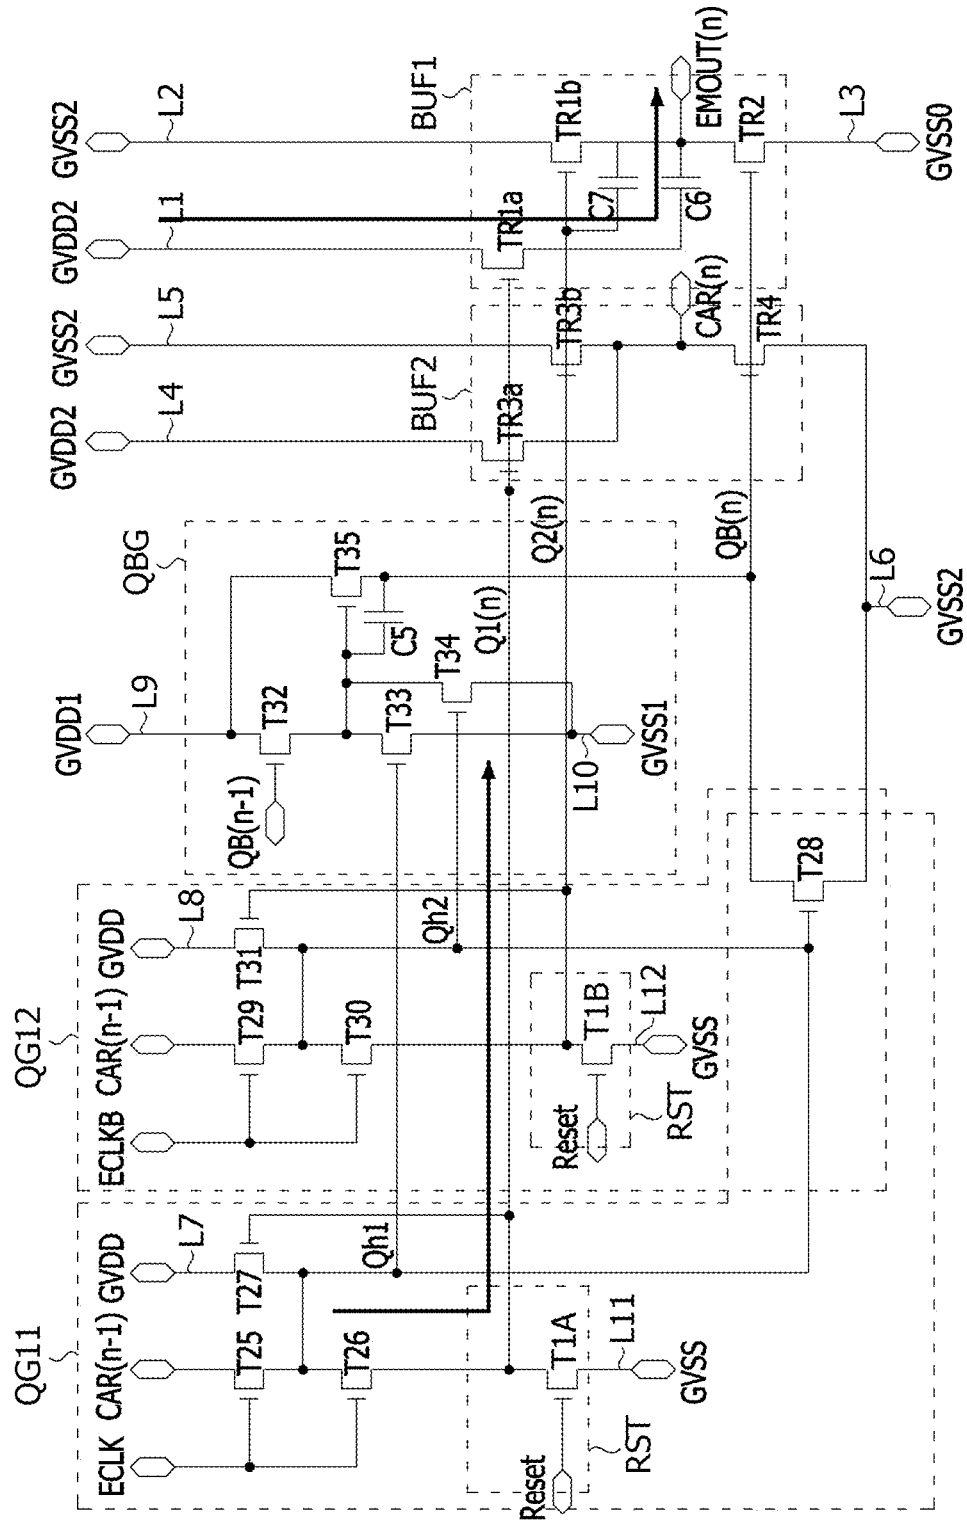 GVSS2
L2
BUF1
TR1b
EMOUT(n)
TR2
L3
GVSS0
GVDD2
L1
TR1a
C7
C6
GVSS2
L5
TR3b
CAR(n)
TR4
GVDD2
L4
BUF2
TR3a
QBG
T35
C5
Q2(n)
QB(n)
L6
GVSS2
GVDD1
L9
T32
T33
T34
Q1(n)
QB(n-1)
L10
GVSS1
T28
QG12
GVDD
L8
T31
Qh2
CAR(n-1)
T29
T30
T1B
L12
GVSS
ECLKB
Reset
RST
QG11
GVDD
L7
T27
Qh1
CAR(n-1)
T25
T26
T1A
L11
GVSS
ECLK
Reset
RST